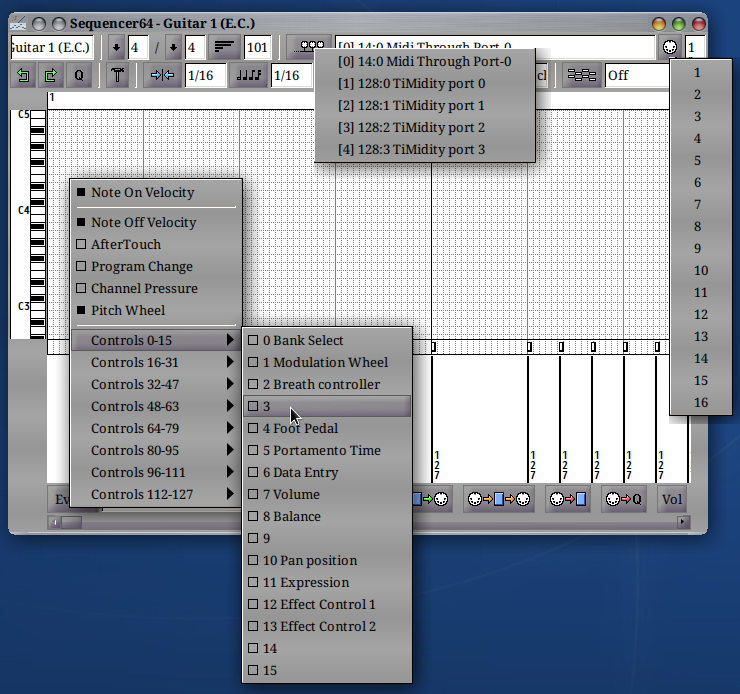 Sequencer64 - Guitar 1 (E.C.)
Guitar 1 (E.C.) 4 / 4 101 [0] 14:0 Midi Through Port-0 1
Q 1/16 1/16 cl Off
1
[0] 14:0 Midi Through Port-0
[1] 128:0 TiMidity port 0
[2] 128:1 TiMidity port 1
[3] 128:2 TiMidity port 2
[4] 128:3 TiMidity port 3
1
2
3
4
5
6
7
8
9
10
11
12
13
14
15
16
C5
C4
C3
Note On Velocity
Note Off Velocity
AfterTouch
Program Change
Channel Pressure
Pitch Wheel
Controls 0-15
Controls 16-31
Controls 32-47
Controls 48-63
Controls 64-79
Controls 80-95
Controls 96-111
Controls 112-127
0 Bank Select
1 Modulation Wheel
2 Breath controller
3
4 Foot Pedal
5 Portamento Time
6 Data Entry
7 Volume
8 Balance
9
10 Pan position
11 Expression
12 Effect Control 1
13 Effect Control 2
14
15
127 127 127 127 127 127
Ev Q Vol